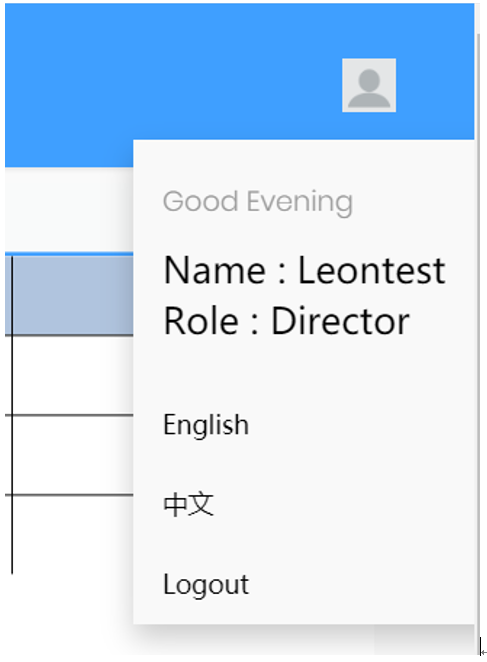 Good Evening
Name : Leontest
Role : Director
English
中文
Logout